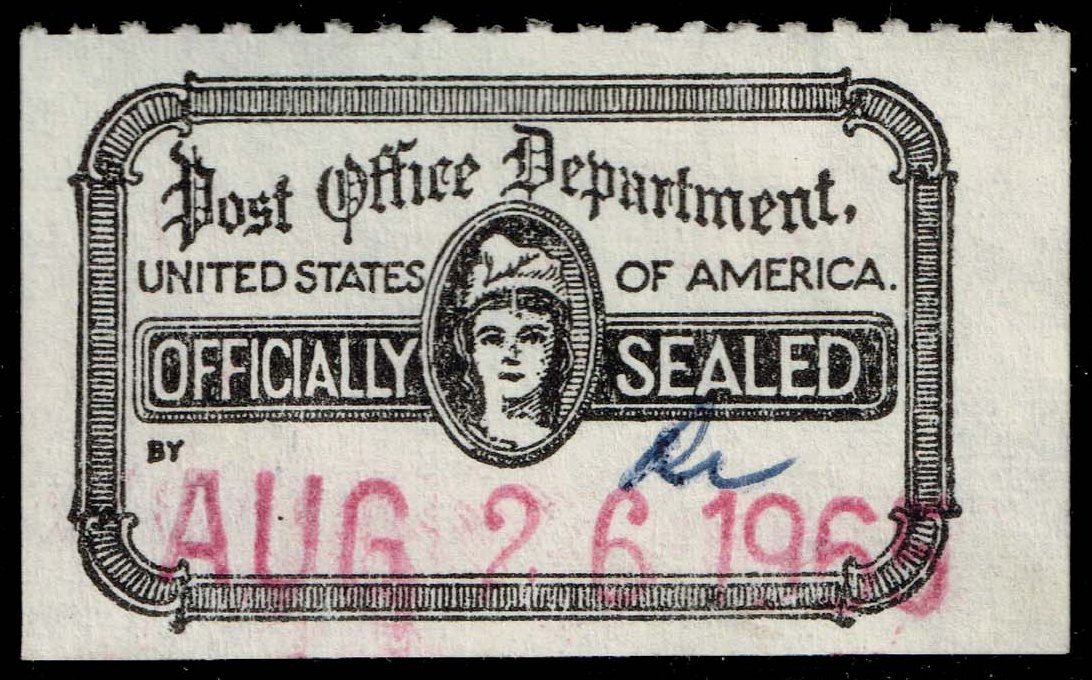 Post Office Department,
UNITED STATES OF AMERICA.
OFFICIALLY SEALED
BY
AUG 26 196